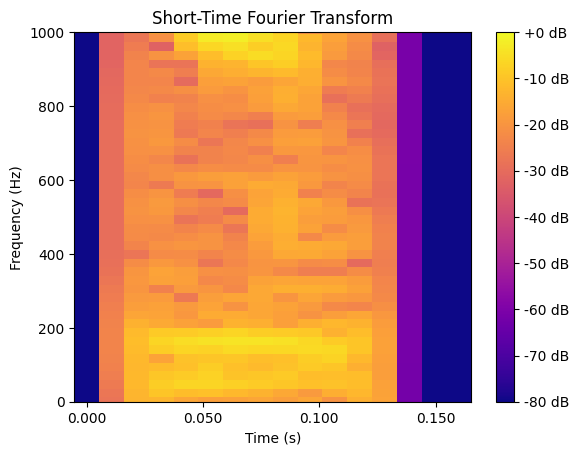 Short-Time Fourier Transform
1000
800
600
400
200
0
Frequency (Hz)
0.000
0.050
0.100
0.150
Time (s)
+0 dB
-10 dB
-20 dB
-30 dB
-40 dB
-50 dB
-60 dB
-70 dB
-80 dB